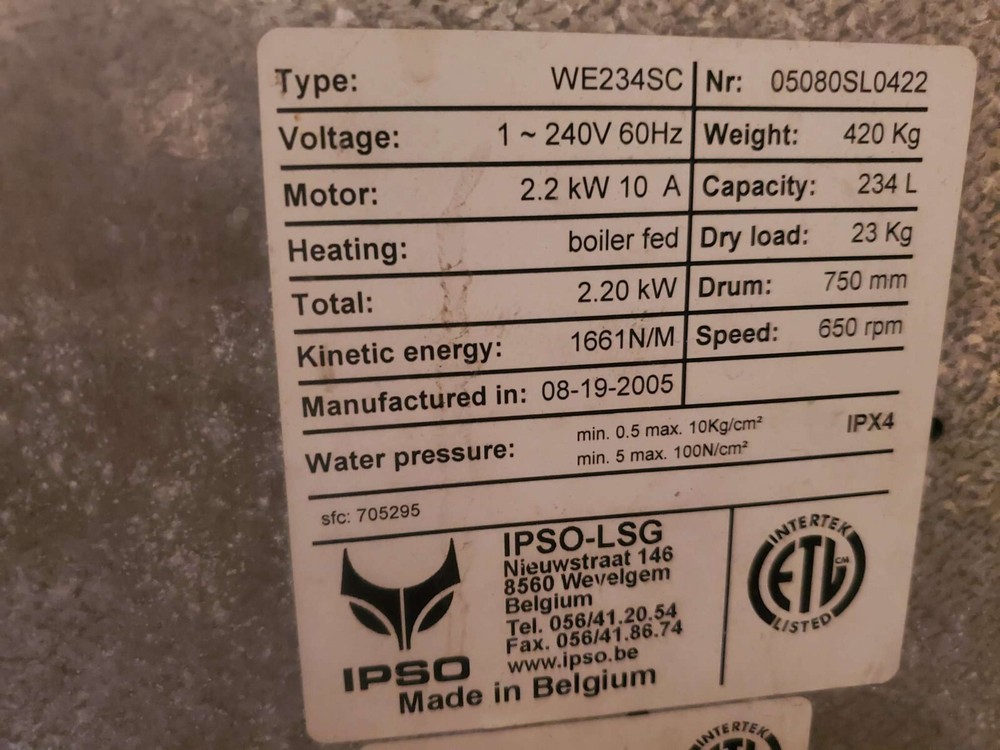 Type: WE234SC Nr: 05080SL0422
Voltage: 1 ~ 240V 60Hz Weight: 420 Kg
Motor: 2.2 kW 10 A Capacity: 234 L
Heating: boiler fed Dry load: 23 Kg
Total: 2.20 kW Drum: 750 mm
Kinetic energy: 1661N/M Speed: 650 rpm
Manufactured in: 08-19-2005
Water pressure: min. 0.5 max. 10Kg/cm² IPX4
min. 5 max. 100N/cm²
sfc: 705295
IPSO-LSG
Nieuwstraat 146
8560 Wevelgem
Belgium
Tel. 056/41.20.54
Fax. 056/41.86.74
www.ipso.be
IPSO
Made in Belgium
INTERTEK
ETL CM
LISTED
INTERTEK